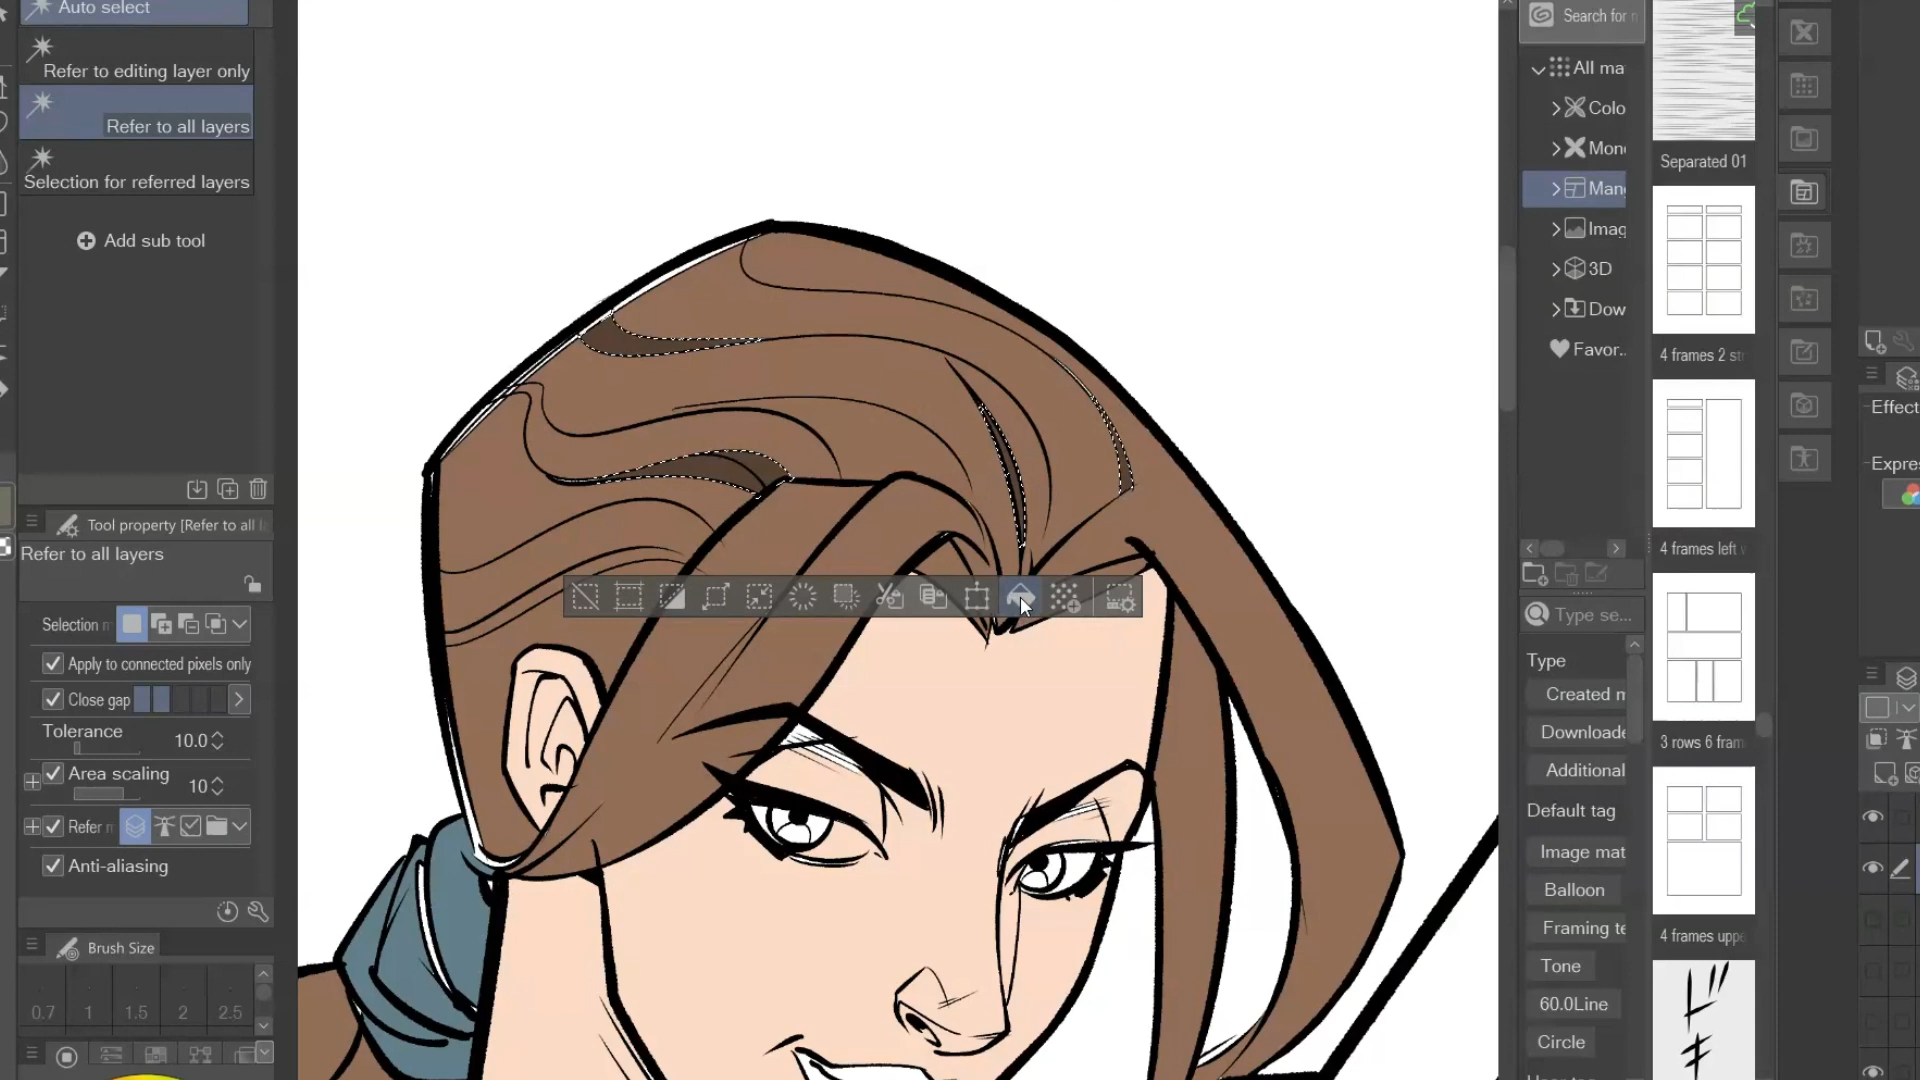 Auto select
Refer to editing layer only
Refer to all layers
Selection for referred layers
Add sub tool
Tool property [Refer to all l
Refer to all layers
Selection m
Apply to connected pixels only
Close gap
Tolerance
10.0
Area scaling
10
Refer m
Anti-aliasing
Brush Size
0.7
1
1.5
2
2.5
Search for
All ma
Colo
Mon
Man
Imag
3D
Dow
Favor..
Type se...
Type
Created m
Downloade
Additional
Default tag
Image mat
Balloon
Framing te
Tone
60.0Line
Circle
Separated 01
4 frames 2 st
4 frames left
3 rows 6 fram
4 frames uppe
Effect
Expre